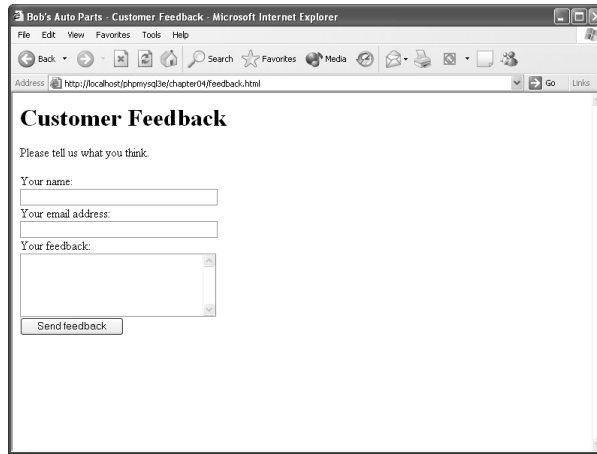 Bob's Auto Parts - Customer Feedback - Microsoft Internet Explorer
File Edit View Favorites Tools Help
Back Search Favorites Media
Address http://localhost/phpmysql3e/chapter04/feedback.html Go Links
Customer Feedback
Please tell us what you think.
Your name:
Your email address:
Your feedback:
Send feedback